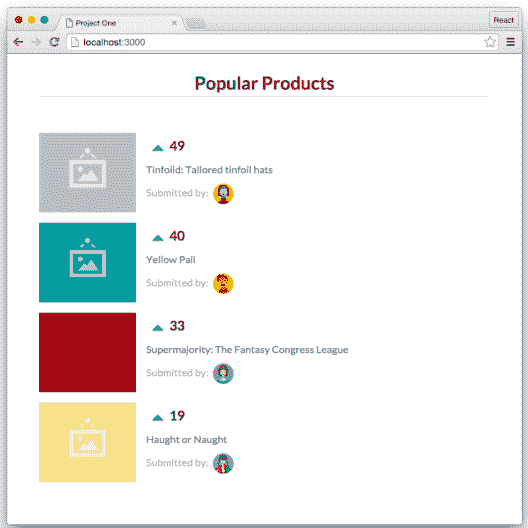 Project One
React
localhost:3000
Popular Products
49
Tinfoild: Tailored tinfoil hats
Submitted by:
40
Yellow Pail
Submitted by:
33
Supermajority: The Fantasy Congress League
Submitted by:
19
Haught or Naught
Submitted by: